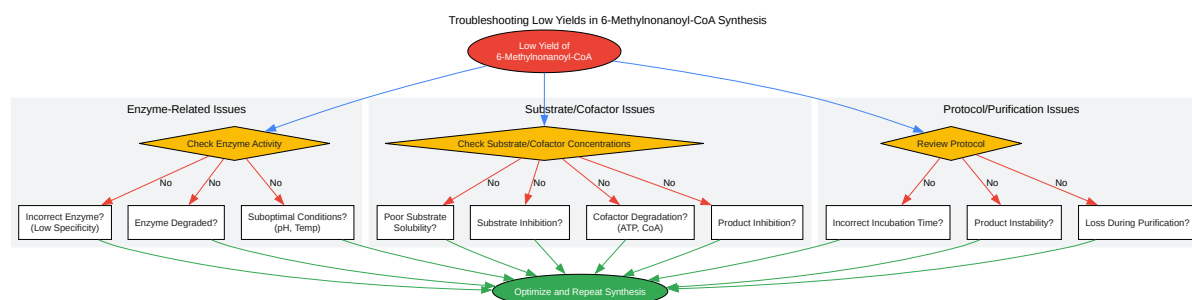 Troubleshooting Low Yields in 6-Methylnonanoyl-CoA Synthesis
Low Yield of
6-Methylnonanoyl-CoA
Enzyme-Related Issues
Substrate/Cofactor Issues
Protocol/Purification Issues
Check Enzyme Activity
Check Substrate/Cofactor Concentrations
Review Protocol
No
No
No
No
No
No
No
No
No
No
Incorrect Enzyme?
(Low Specificity)
Enzyme Degraded?
Suboptimal Conditions?
(pH, Temp)
Poor Substrate
Solubility?
Substrate Inhibition?
Cofactor Degradation?
(ATP, CoA)
Product Inhibition?
Incorrect Incubation Time?
Product Instability?
Loss During Purification?
Optimize and Repeat Synthesis